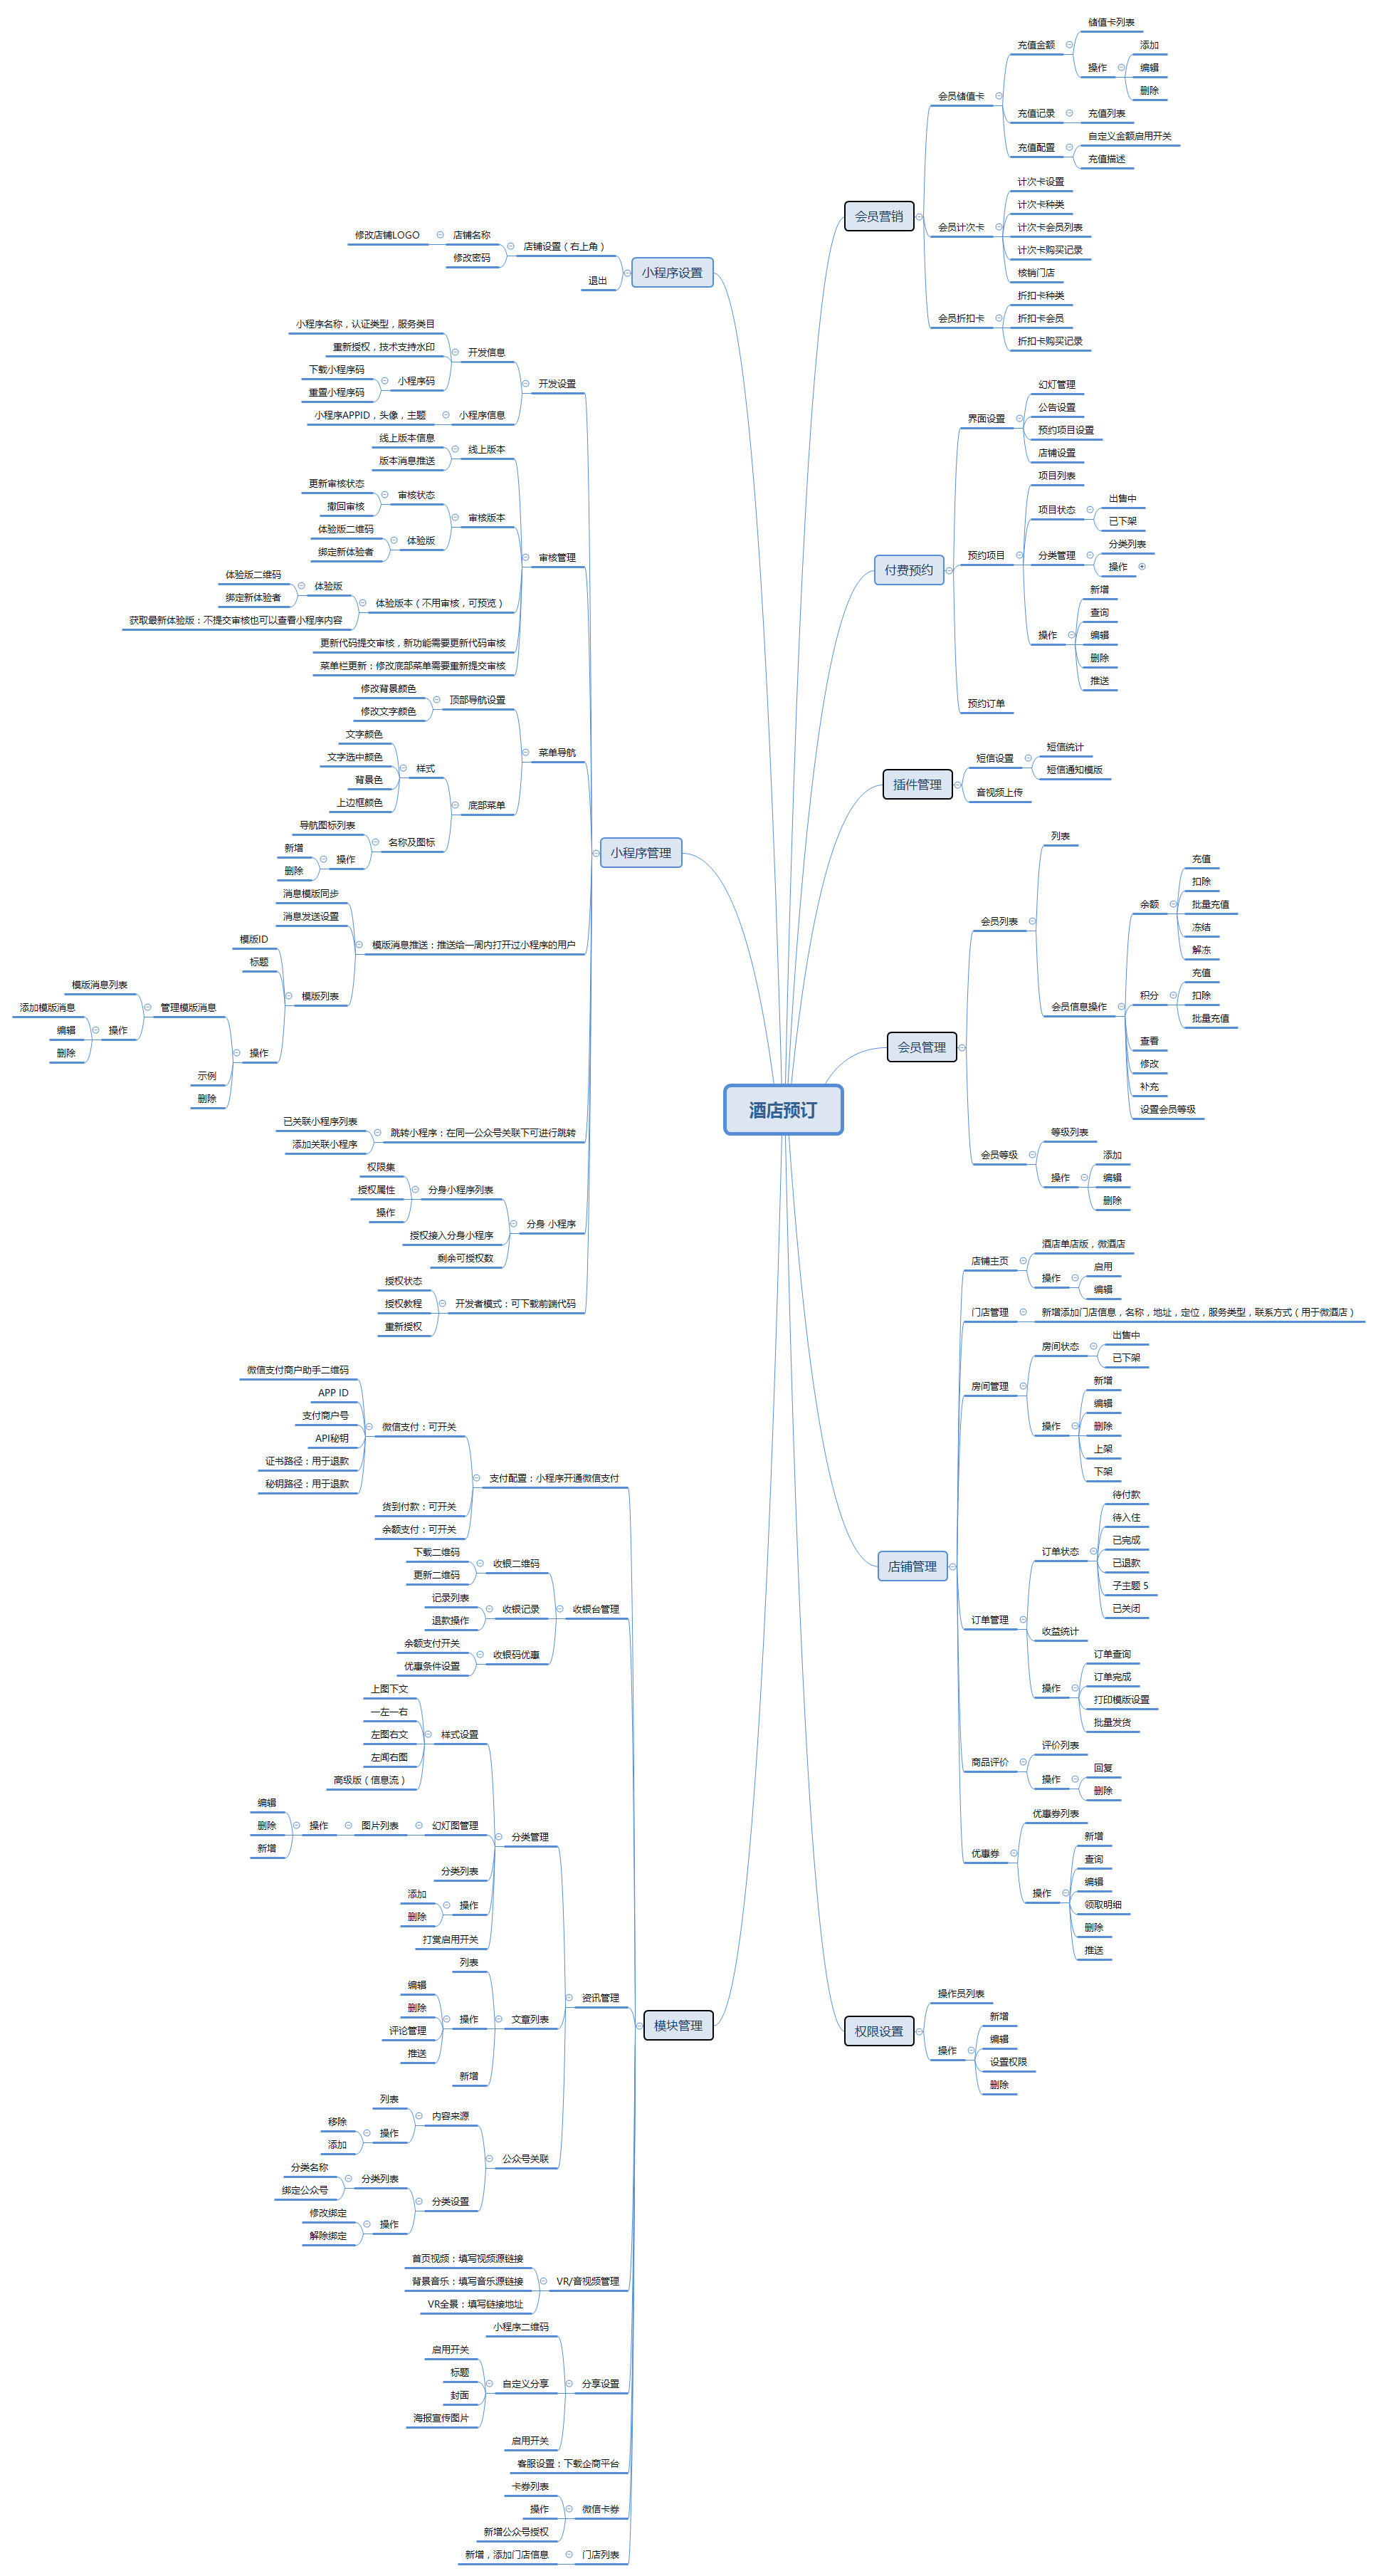 酒店预订
会员营销
会员储值卡
充值金额
储值卡列表
操作
添加
编辑
删除
充值记录
充值列表
充值配置
自定义金额启用开关
充值描述
会员计次卡
计次卡设置
计次卡种类
计次卡会员列表
计次卡购买记录
核销门店
会员折扣卡
折扣卡种类
折扣卡会员
折扣卡购买记录
付费预约
界面设置
幻灯管理
公告设置
预约项目设置
店铺设置
预约项目
项目列表
项目状态
出售中
已下架
分类管理
分类列表
操作
操作
新增
查询
编辑
删除
推送
预约订单
插件管理
短信设置
短信统计
短信通知模版
音视频上传
会员管理
会员列表
列表
会员信息操作
余额
充值
扣除
批量充值
冻结
解冻
积分
充值
扣除
批量充值
查看
修改
补充
设置会员等级
会员等级
等级列表
操作
添加
编辑
删除
店铺管理
店铺主页
酒店单店版，微酒店
操作
启用
编辑
门店管理
新增添加门店信息，名称，地址，定位，服务类型，联系方式（用于微酒店）
房间管理
房间状态
出售中
已下架
操作
新增
编辑
删除
上架
下架
订单管理
订单状态
待付款
待入住
已完成
已退款
子主题 5
已关闭
收益统计
操作
订单查询
订单完成
打印模版设置
批量发货
商品评价
评价列表
操作
回复
删除
优惠券
优惠券列表
操作
新增
查询
编辑
领取明细
删除
推送
权限设置
操作员列表
操作
新增
编辑
设置权限
删除
小程序设置
店铺设置（右上角）
店铺名称
修改店铺LOGO
修改密码
退出
小程序管理
开发设置
开发信息
小程序名称，认证类型，服务类目
重新授权，技术支持水印
小程序码
下载小程序码
重置小程序码
小程序信息
小程序APPID，头像，主题
审核管理
线上版本
线上版本信息
版本消息推送
审核版本
审核状态
更新审核状态
撤回审核
体验版
体验版二维码
绑定新体验者
体验版本（不用审核，可预览）
体验版
体验版二维码
绑定新体验者
获取最新体验版：不提交审核也可以查看小程序内容
更新代码提交审核，新功能需要更新代码审核
菜单栏更新：修改底部菜单需要重新提交审核
菜单导航
顶部导航设置
修改背景颜色
修改文字颜色
底部菜单
样式
文字颜色
文字选中颜色
背景色
上边框颜色
名称及图标
导航图标列表
操作
新增
删除
模版消息推送：推送给一周内打开过小程序的用户
消息模版同步
消息发送设置
模版列表
模版ID
标题
操作
管理模版消息
模版消息列表
操作
添加模版消息
编辑
删除
示例
删除
跳转小程序：在同一公众号关联下可进行跳转
已关联小程序列表
添加关联小程序
分身 小程序
分身小程序列表
权限集
授权属性
操作
授权接入分身小程序
剩余可授权数
开发者模式：可下载前端代码
授权状态
授权教程
重新授权
模块管理
支付配置：小程序开通微信支付
微信支付：可开关
微信支付商户助手二维码
APP ID
支付商户号
API秘钥
证书路径：用于退款
秘钥路径：用于退款
货到付款：可开关
余额支付：可开关
收银台管理
收银二维码
下载二维码
更新二维码
收银记录
记录列表
退款操作
收银码优惠
余额支付开关
优惠条件设置
资讯管理
分类管理
样式设置
上图下文
一左一右
左图右文
左闻右图
高级版（信息流）
幻灯图管理
图片列表
操作
编辑
删除
新增
分类列表
操作
添加
删除
打赏启用开关
文章列表
列表
操作
编辑
删除
评论管理
推送
新增
公众号关联
内容来源
列表
操作
移除
添加
分类设置
分类列表
分类名称
绑定公众号
操作
修改绑定
解除绑定
VR/音视频管理
首页视频：填写视频源链接
背景音乐：填写音乐源链接
VR全景：填写链接地址
分享设置
小程序二维码
自定义分享
启用开关
标题
封面
海报宣传图片
启用开关
客服设置：下载企商平台
微信卡券
卡券列表
操作
新增公众号授权
门店列表
新增，添加门店信息